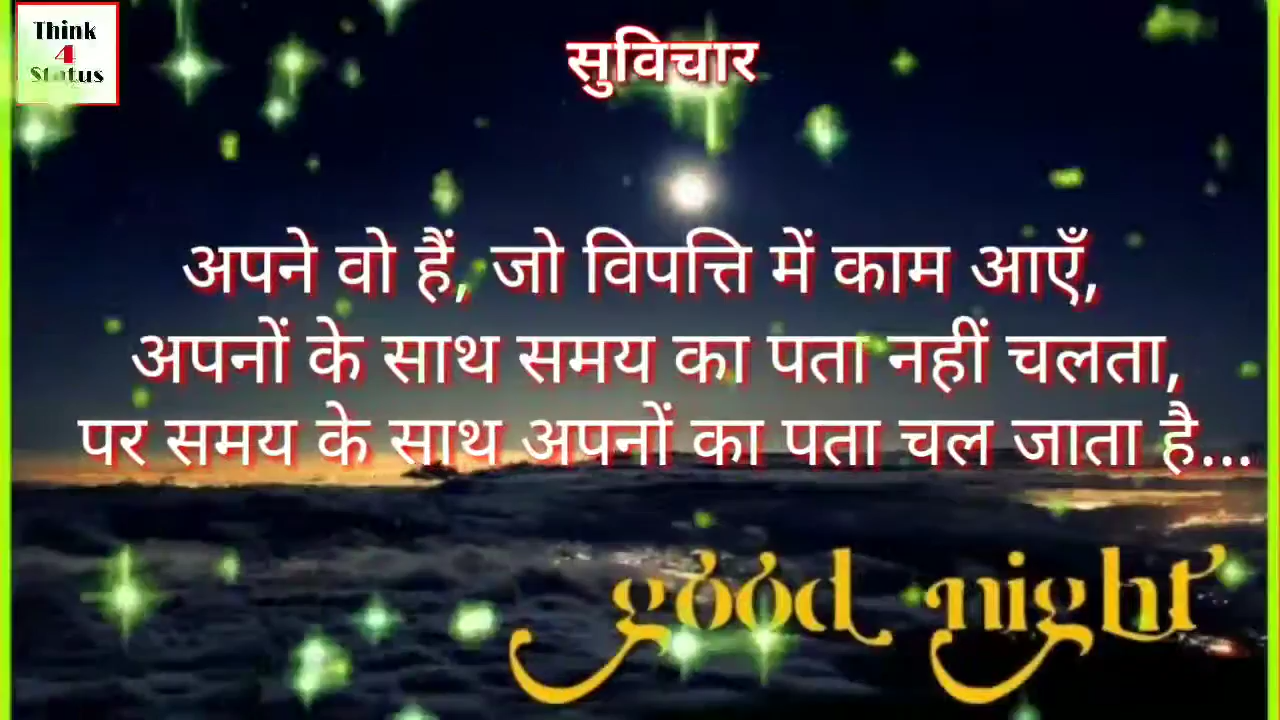 Think
4
Status
सुविचार
अपने वो हैं, जो विपत्ति में काम आएँ,
अपनों के साथ समय का पता नहीं चलता,
पर समय के साथ अपनों का पता चल जाता है...
good night